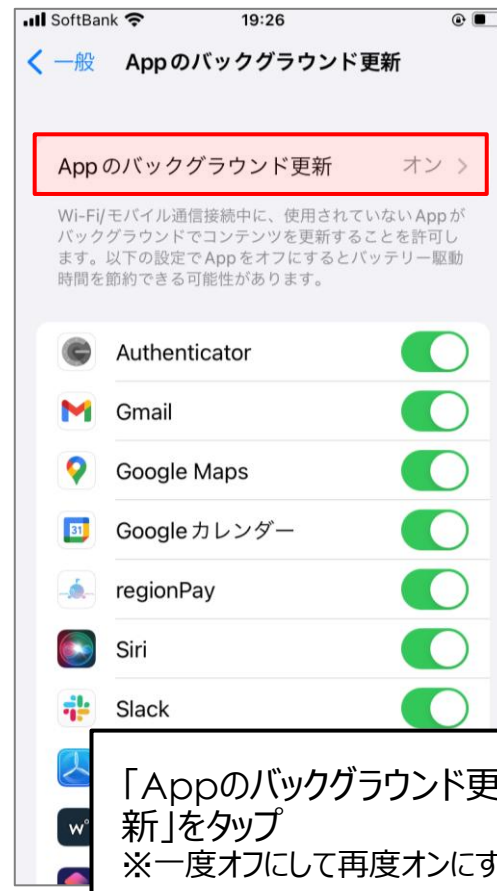 SoftBank 19:26
一般 Appのバックグラウンド更新
Appのバックグラウンド更新 オン
Wi-Fi/モバイル通信接続中に、使用されていないAppが
バックグラウンドでコンテンツを更新することを許可し
ます。以下の設定でAppをオフにするとバッテリー駆動
時間を節約できる可能性があります。
Authenticator
Gmail
Google Maps
31 Googleカレンダー
regionPay
Siri
Slack
w°
「Appのバックグラウンド更
新」をタップ
※一度オフにして再度オンにす